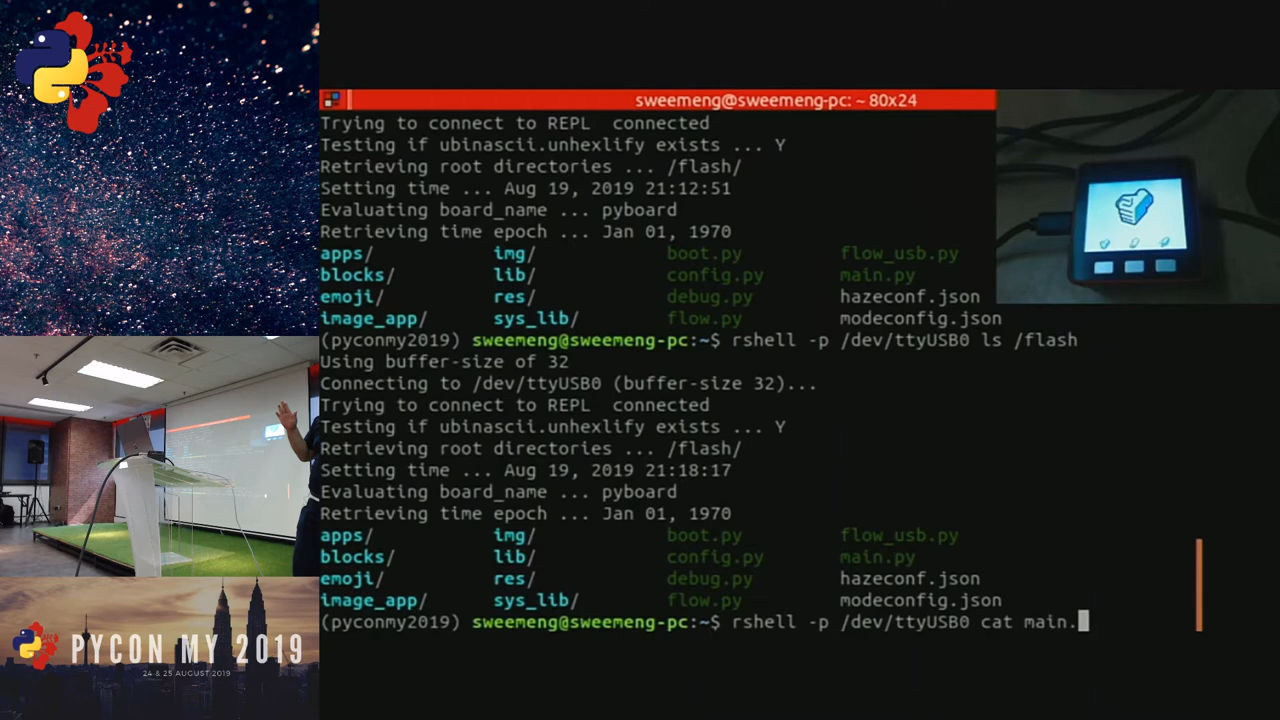 sweemeng@sweemeng-pc: ~ 80x24
Trying to connect to REPL  connected
Testing if ubinascii.unhexlify exists ... Y
Retrieving root directories ... /flash/
Setting time ... Aug 19, 2019 21:12:51
Evaluating board_name ... pyboard
Retrieving time epoch ... Jan 01, 1970
apps/ img/ boot.py flow_usb.py
blocks/ lib/ config.py main.py
emoji/ res/ debug.py hazeconf.json
image_app/ sys_lib/ flow.py modeconfig.json
(pyconmy2019) sweemeng@sweemeng-pc:~$ rshell -p /dev/ttyUSB0 ls /flash
Using buffer-size of 32
Connecting to /dev/ttyUSB0 (buffer-size 32)...
Trying to connect to REPL  connected
Testing if ubinascii.unhexlify exists ... Y
Retrieving root directories ... /flash/
Setting time ... Aug 19, 2019 21:18:17
Evaluating board_name ... pyboard
Retrieving time epoch ... Jan 01, 1970
apps/ img/ boot.py flow_usb.py
blocks/ lib/ config.py main.py
emoji/ res/ debug.py hazeconf.json
image_app/ sys_lib/ flow.py modeconfig.json
(pyconmy2019) sweemeng@sweemeng-pc:~$ rshell -p /dev/ttyUSB0 cat main.
PYCON MY 2019
24 & 25 AUGUST 2019